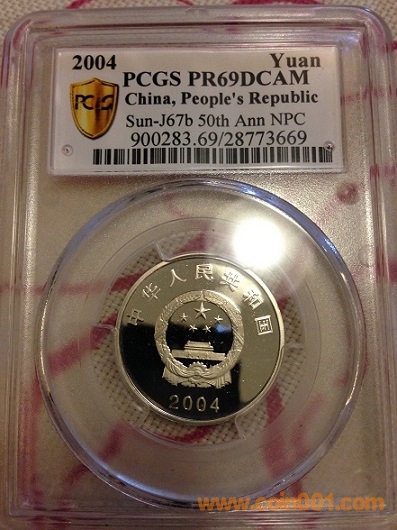 2004 Yuan
PCGS PR69DCAM
China, People's Republic
Sun-J67b 50th Ann NPC
900283.69/28773669
PCGS
中华人民共和国
2004
www.coin001.com